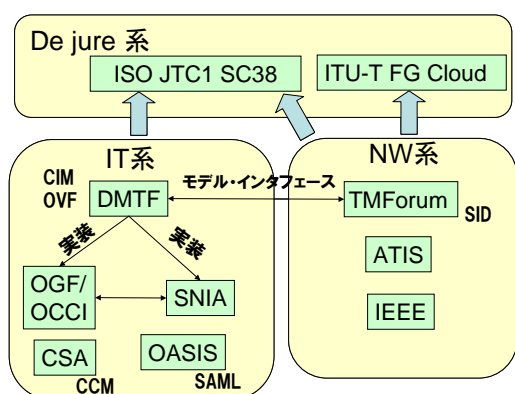 De jure 系
ISO JTC1 SC38
ITU-T FG Cloud
IT系
CIM
OVF
DMTF
モデル・インタフェース
実装
実装
OGF/
OCCI
SNIA
CSA
CCM
OASIS
SAML
NW系
TMForum
SID
ATIS
IEEE